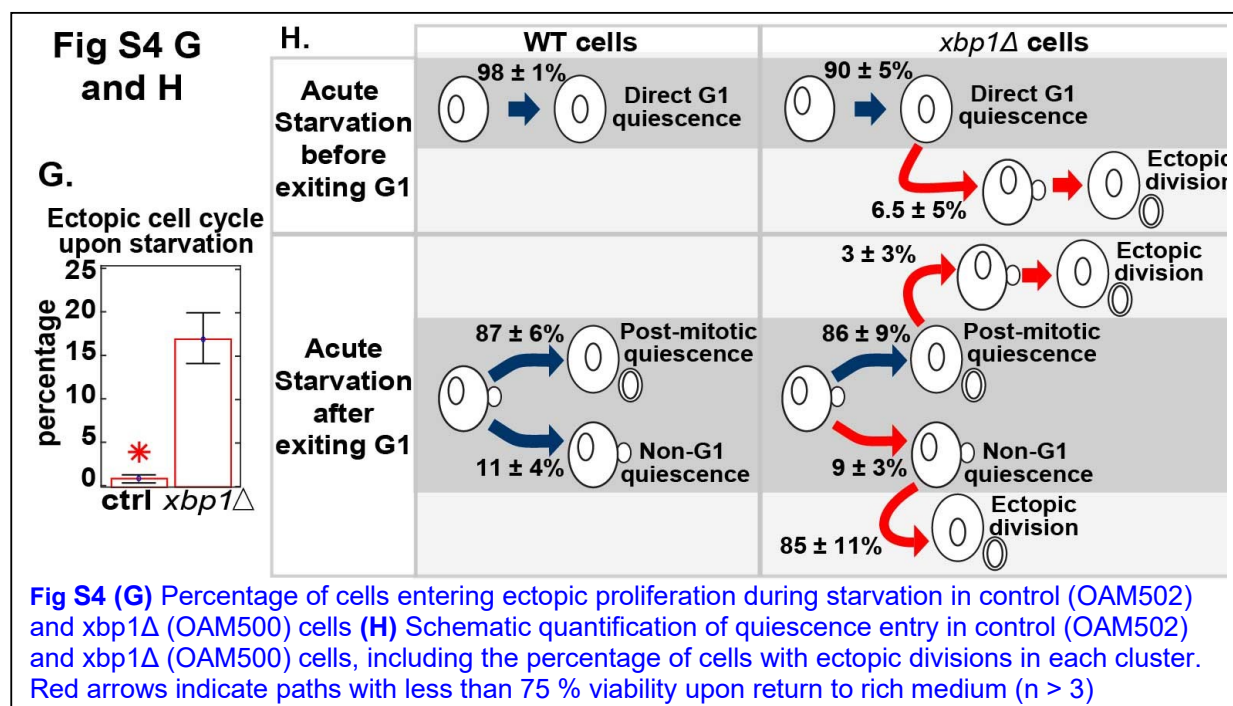 Fig S4 G
and H
G.
Ectopic cell cycle
upon starvation
percentage
25
20
15
10
5
0
*
ctrl xbp1△
H.
WT cells
xbp1Δ cells
Acute
Starvation
before
exiting G1
98 ± 1%
Direct G1
quiescence
90 ± 5%
Direct G1
quiescence
6.5 ± 5%
Ectopic
division
Acute
Starvation
after
exiting G1
87 ± 6%
Post-mitotic
quiescence
11 ± 4%
Non-G1
quiescence
3 ± 3%
Ectopic
division
86 ± 9%
Post-mitotic
quiescence
9 ± 3%
Non-G1
quiescence
85 ± 11%
Ectopic
division
Fig S4 (G) Percentage of cells entering ectopic proliferation during starvation in control (OAM502)
and xbp1Δ (OAM500) cells (H) Schematic quantification of quiescence entry in control (OAM502)
and xbp1Δ (OAM500) cells, including the percentage of cells with ectopic divisions in each cluster.
Red arrows indicate paths with less than 75 % viability upon return to rich medium (n > 3)